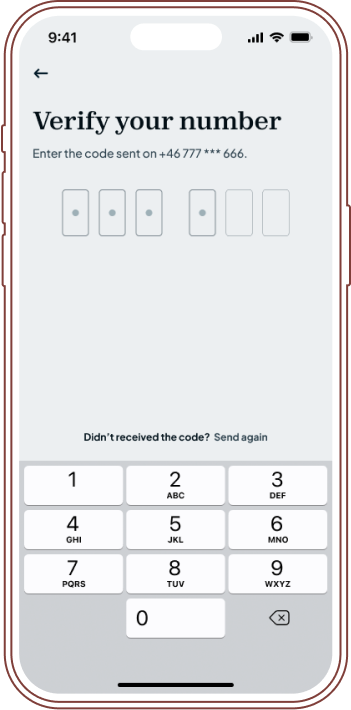 9:41
Verify your number
Enter the code sent on +46 777 *** 666.
Didn't received the code? Send again
1 2 3
ABC DEF
4 5 6
GHI JKL MNO
7 8 9
PQRS TUV WXYZ
0